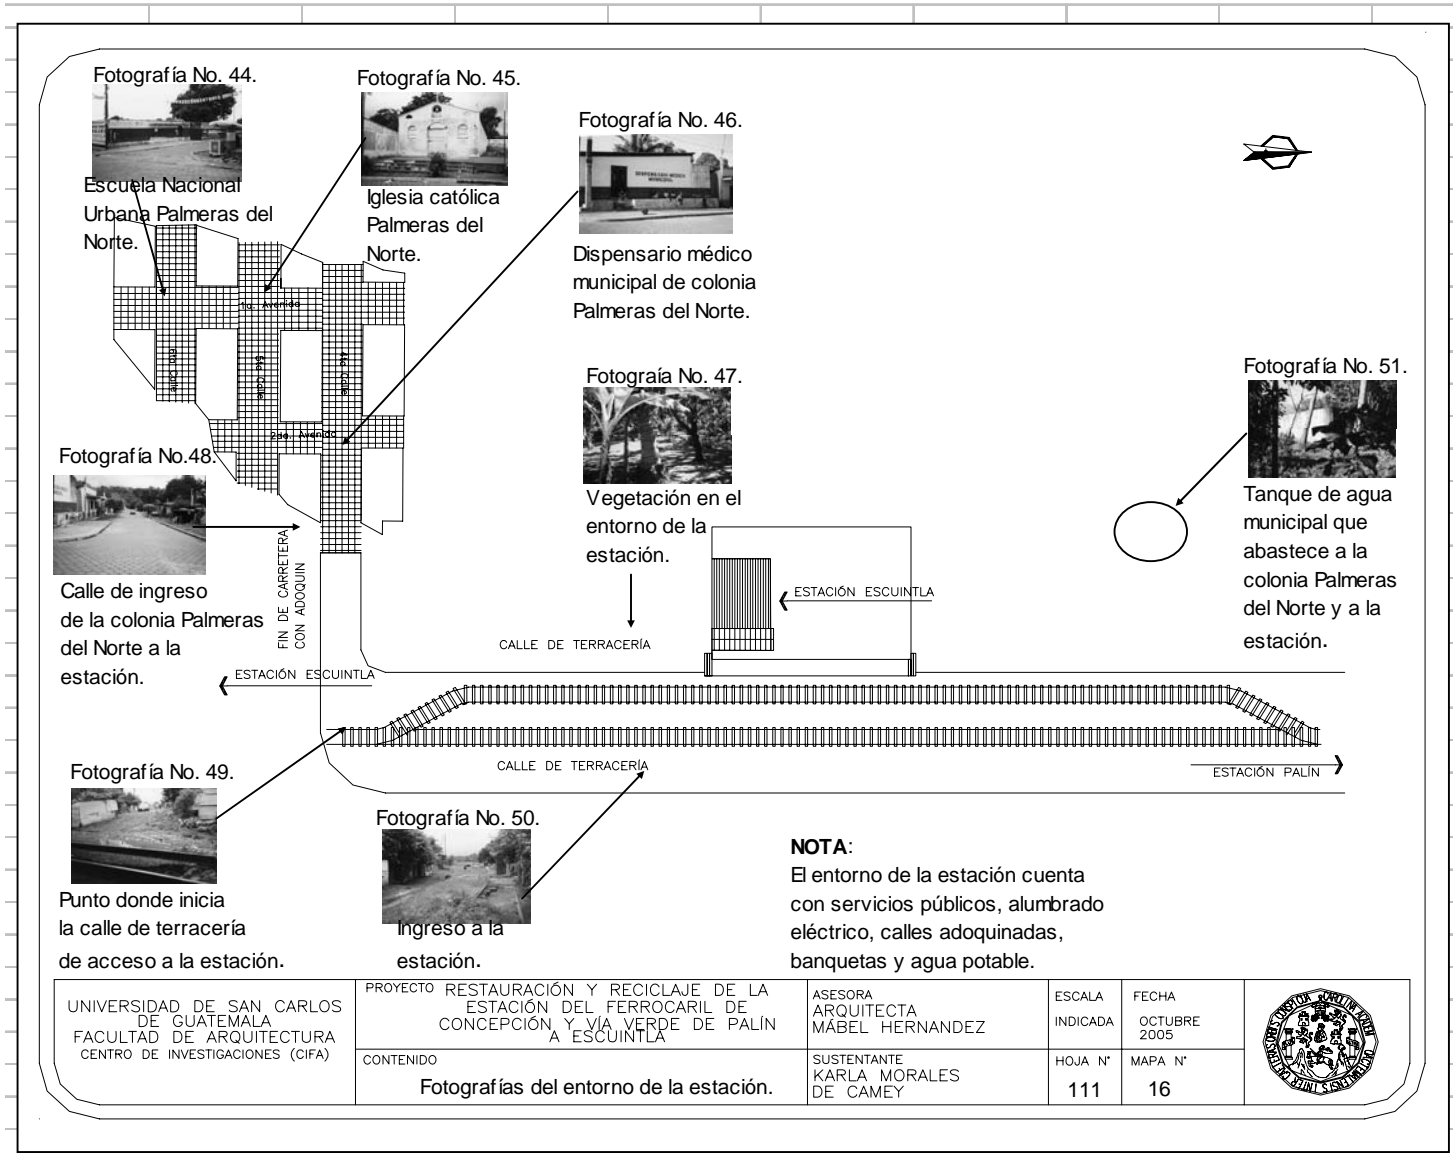 Fotografía No. 44.
Escuela Nacional
Urbana Palmeras del
Norte.
Fotografía No. 45.
Iglesia católica
Palmeras del
Norte.
Fotografía No. 46.
DISPENSARIO MEDICO
MUNICIPAL
Dispensario médico
municipal de colonia
Palmeras del Norte.
1a. Avenida
6ta Calle
5ta Calle
4ta Calle
2da. Avenida
Fotograía No. 47.
Vegetación en el
entorno de la
estación.
Fotografía No. 51.
Tanque de agua
municipal que
abastece a la
colonia Palmeras
del Norte y a la
estación.
Fotografía No.48.
Calle de ingreso
de la colonia Palmeras
del Norte a la
estación.
FIN DE CARRETERA
CON ADOQUIN
ESTACIÓN ESCUINTLA
CALLE DE TERRACERÍA
ESTACIÓN ESCUINTLA
CALLE DE TERRACERÍA
ESTACIÓN PALÍN
Fotografía No. 49.
Punto donde inicia
la calle de terracería
de acceso a la estación.
Fotografía No. 50.
Ingreso a la
estación.
NOTA:
El entorno de la estación cuenta
con servicios públicos, alumbrado
eléctrico, calles adoquinadas,
banquetas y agua potable.
UNIVERSIDAD DE SAN CARLOS
DE GUATEMALA
FACULTAD DE ARQUITECTURA
CENTRO DE INVESTIGACIONES (CIFA)
PROYECTO RESTAURACIÓN Y RECICLAJE DE LA
ESTACIÓN DEL FERROCARIL DE
CONCEPCIÓN Y VÍA VERDE DE PALÍN
A ESCUINTLA
CONTENIDO
Fotografías del entorno de la estación.
ASESORA
ARQUITECTA
MÁBEL HERNANDEZ
SUSTENTANTE
KARLA MORALES
DE CAMEY
ESCALA
INDICADA
FECHA
OCTUBRE
2005
HOJA N°
111
MAPA N°
16